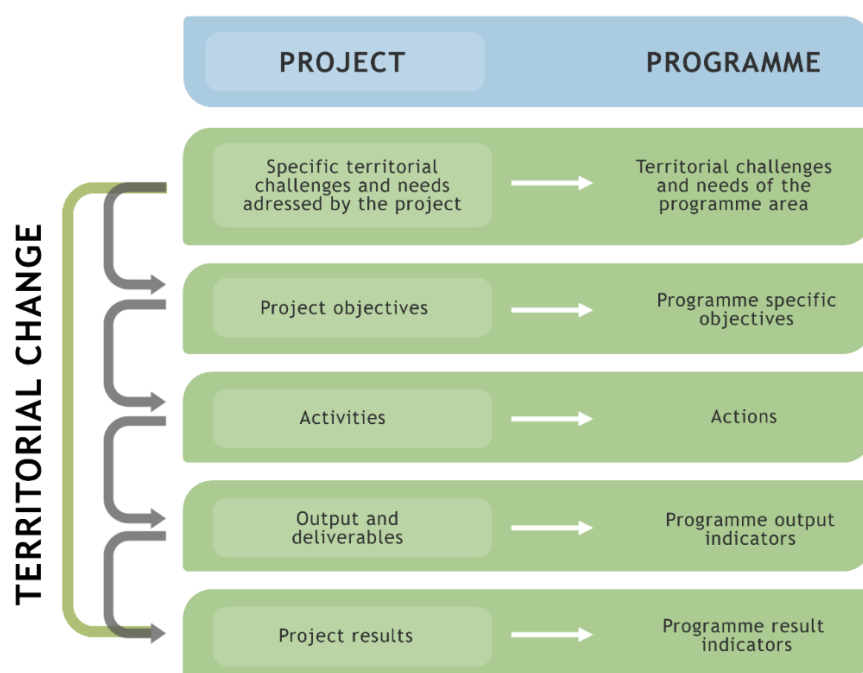 PROJECT
PROGRAMME
TERRITORIAL CHANGE
Specific territorial
challenges and needs
adressed by the project
Territorial challenges
and needs of the
programme area
Project objectives
Programme specific
objectives
Activities
Actions
Output and
deliverables
Programme output
indicators
Project results
Programme result
indicators